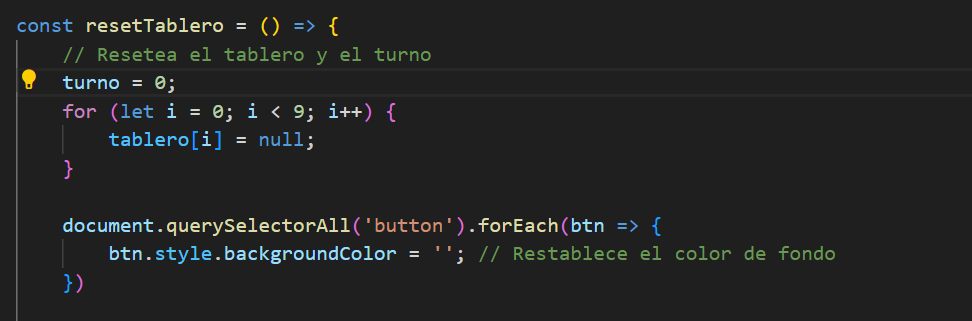 const resetTablero = () => {
    // Resetea el tablero y el turno
    turno = 0;
    for (let i = 0; i < 9; i++) {
        tablero[i] = null;
    }

    document.querySelectorAll('button').forEach(btn => {
        btn.style.backgroundColor = ''; // Restablece el color de fondo
    })